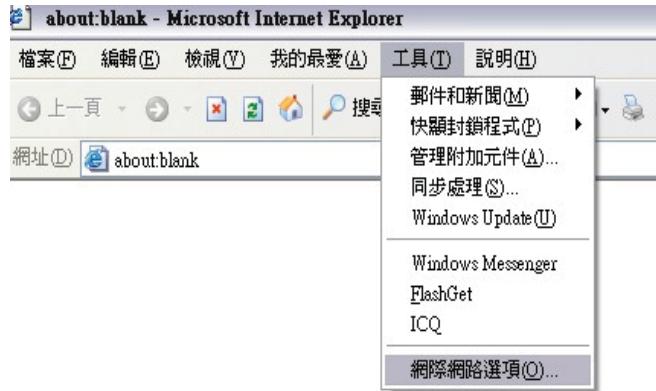 about:blank - Microsoft Internet Explorer
檔案(F) 編輯(E) 檢視(V) 我的最愛(A) 工具(T) 說明(H)
上一頁 搜尋
網址(D) about:blank
郵件和新聞(M)
快顯封鎖程式(P)
管理附加元件(A)...
同步處理(S)...
Windows Update(U)
Windows Messenger
FlashGet
ICQ
網際網路選項(O)...